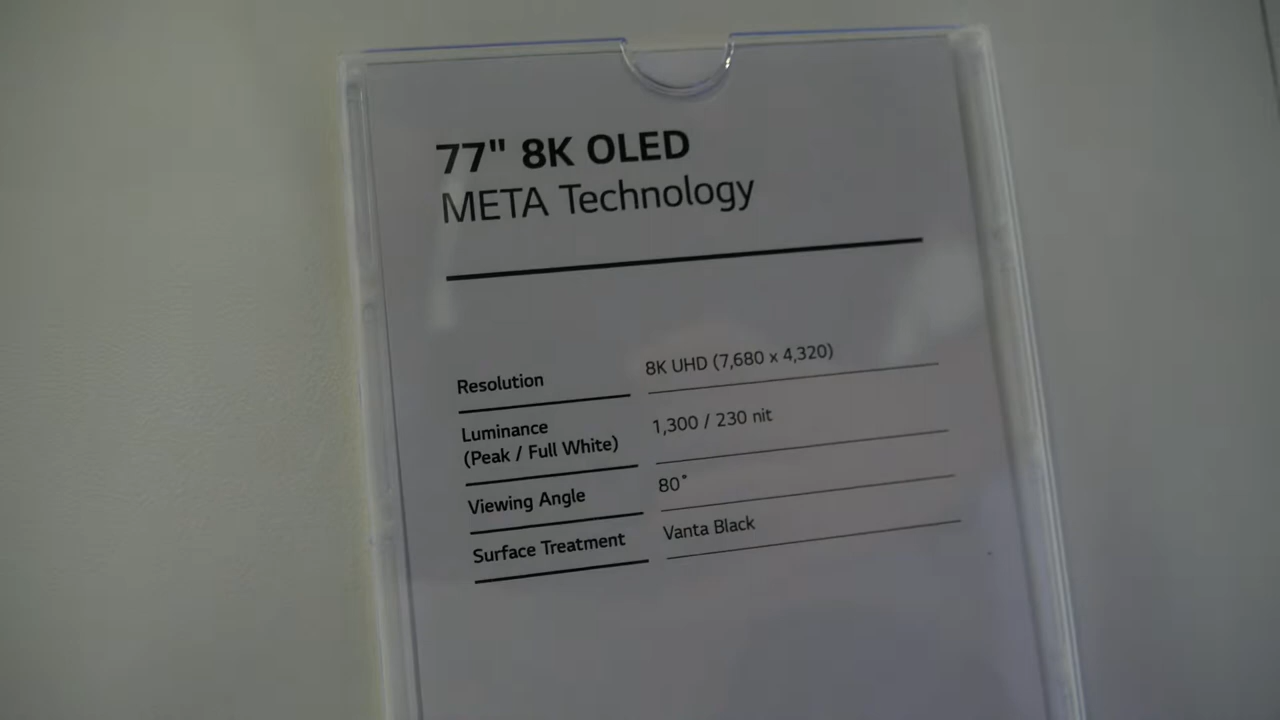 77" 8K OLED
META Technology
Resolution 8K UHD (7,680 x 4,320)
Luminance
(Peak / Full White) 1,300 / 230 nit
Viewing Angle 80˚
Surface Treatment Vanta Black